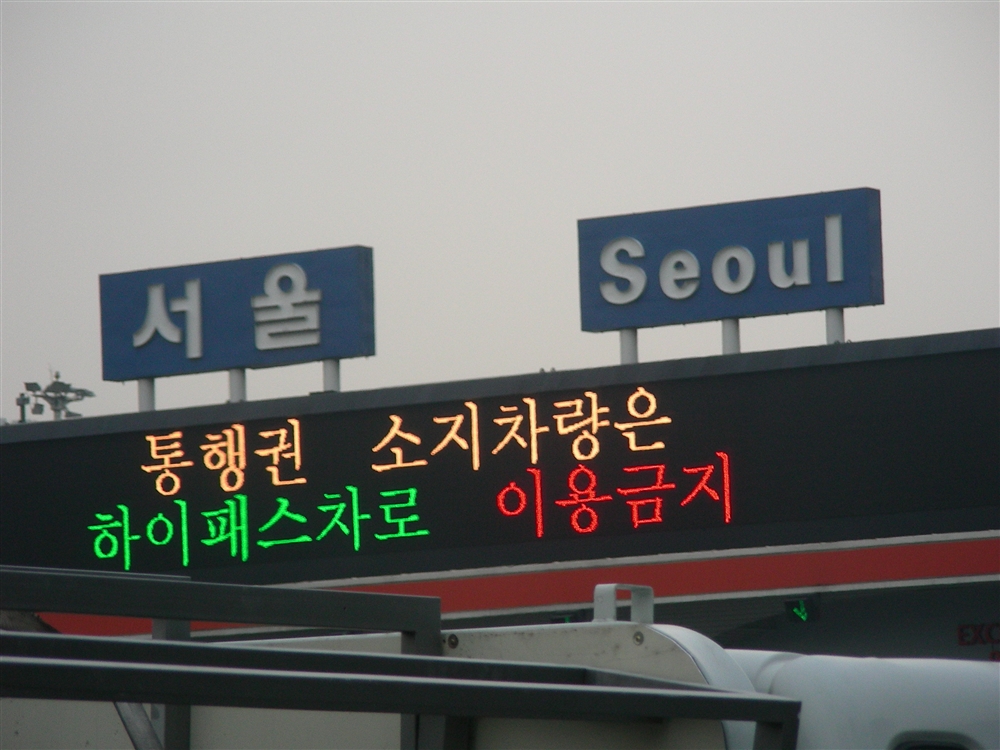 서울
Seoul
통행권 소지차량은
하이패스차로 이용금지